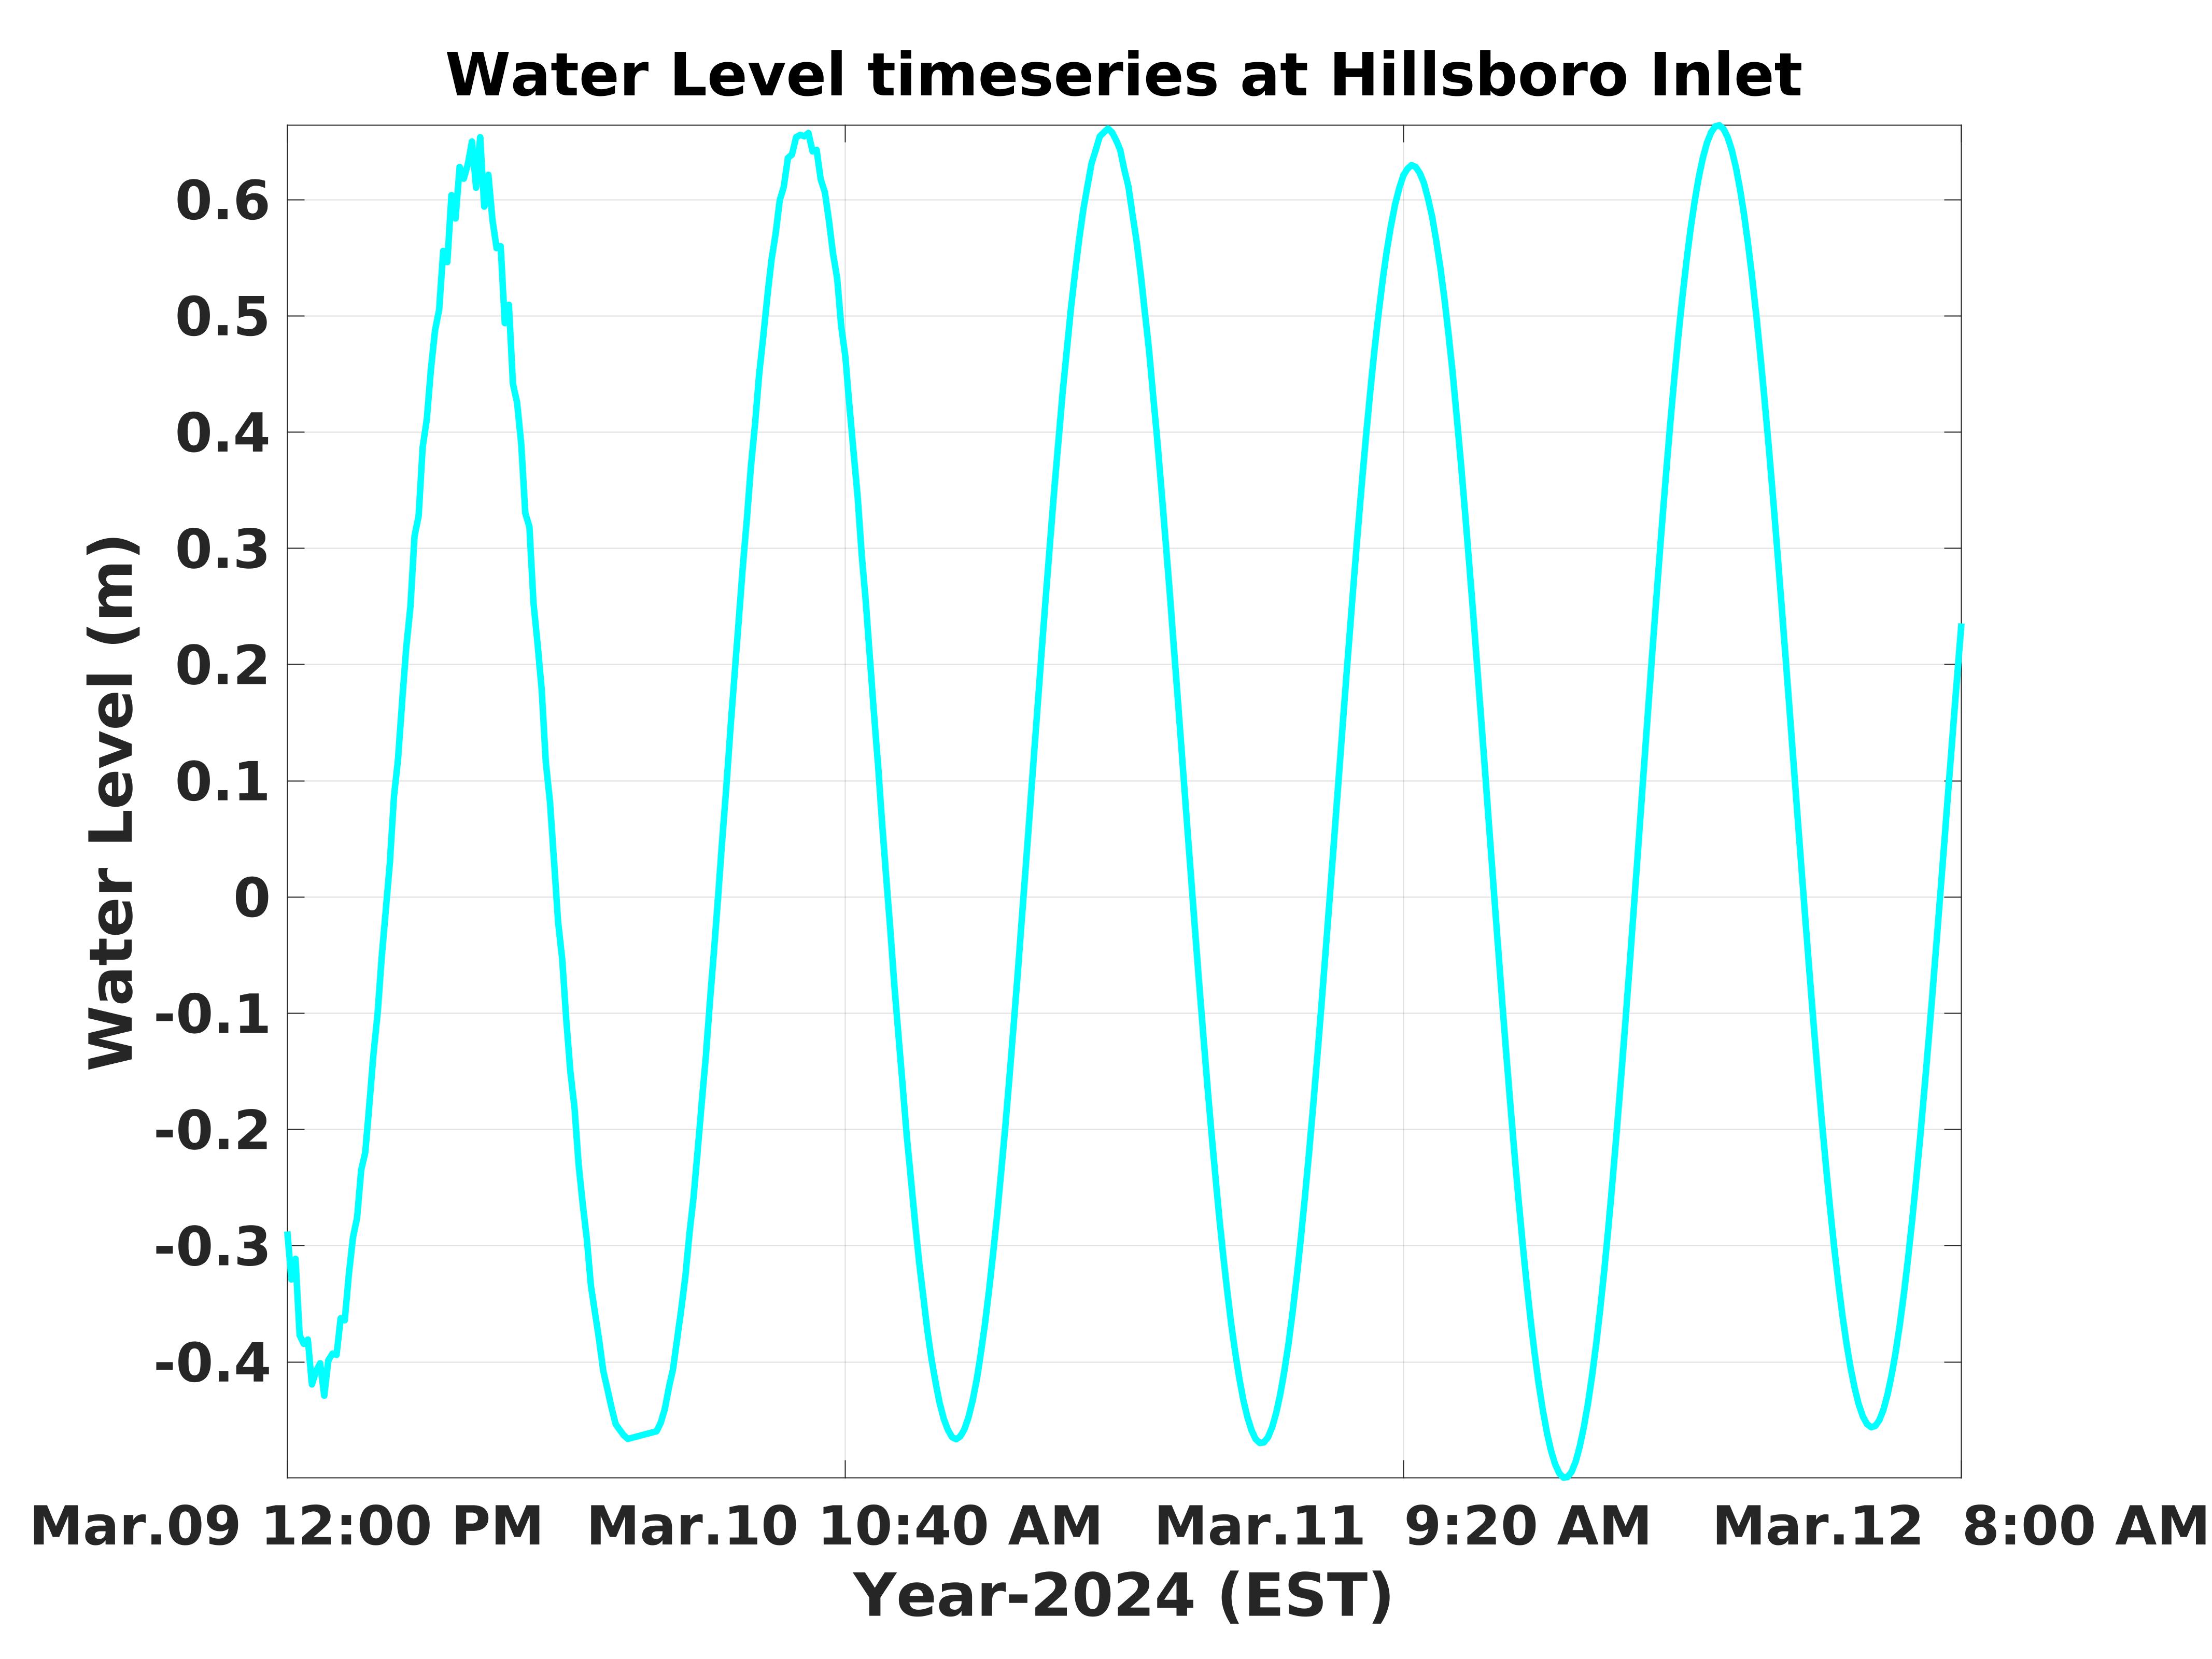 Water Level timeseries at Hillsboro Inlet
Water Level (m)
0.6
0.5
0.4
0.3
0.2
0.1
0
-0.1
-0.2
-0.3
-0.4
Mar.09 12:00 PM Mar.10 10:40 AM Mar.11 9:20 AM Mar.12 8:00 AM
Year-2024 (EST)